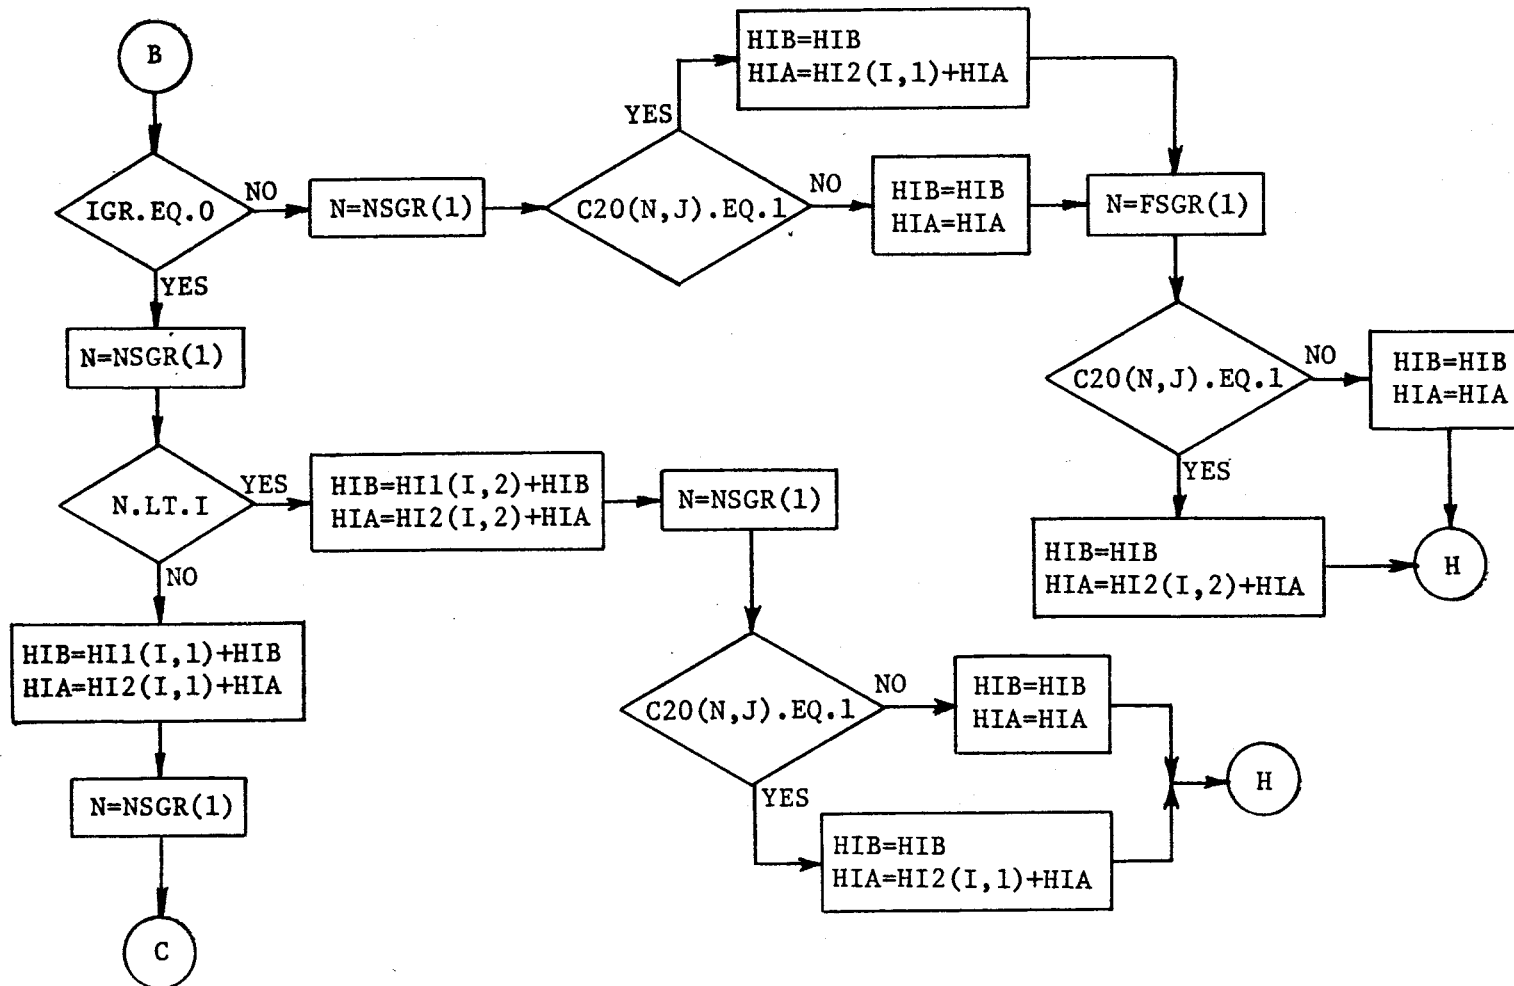 B
IGR.EQ.0
NO
N=NSGR(1)
YES
C20(N,J).EQ.1
HIB=HIB
HIA=HI2(I,1)+HIA
NO
HIB=HIB
HIA=HIA
N=FSGR(1)
C20(N,J).EQ.1
NO
HIB=HIB
HIA=HIA
YES
HIB=HIB
HIA=HI2(I,2)+HIA
H
YES
N=NSGR(1)
N.LT.I
YES
HIB=HI1(I,2)+HIB
HIA=HI2(I,2)+HIA
N=NSGR(1)
C20(N,J).EQ.1
NO
HIB=HIB
HIA=HIA
YES
HIB=HIB
HIA=HI2(I,1)+HIA
H
NO
HIB=HI1(I,1)+HIB
HIA=HI2(I,1)+HIA
N=NSGR(1)
C